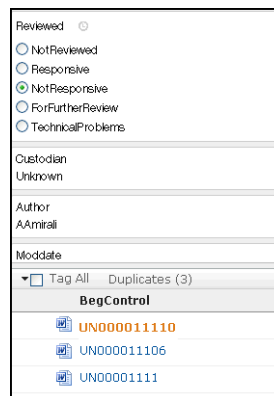 Reviewed
NotReviewed
Responsive
NotResponsive
ForFurtherReview
TechnicalProblems
Custodian
Unknown
Author
AAmirali
Moddate
Tag All Duplicates (3)
BegControl
UN000011110
UN000011106
UN00001111